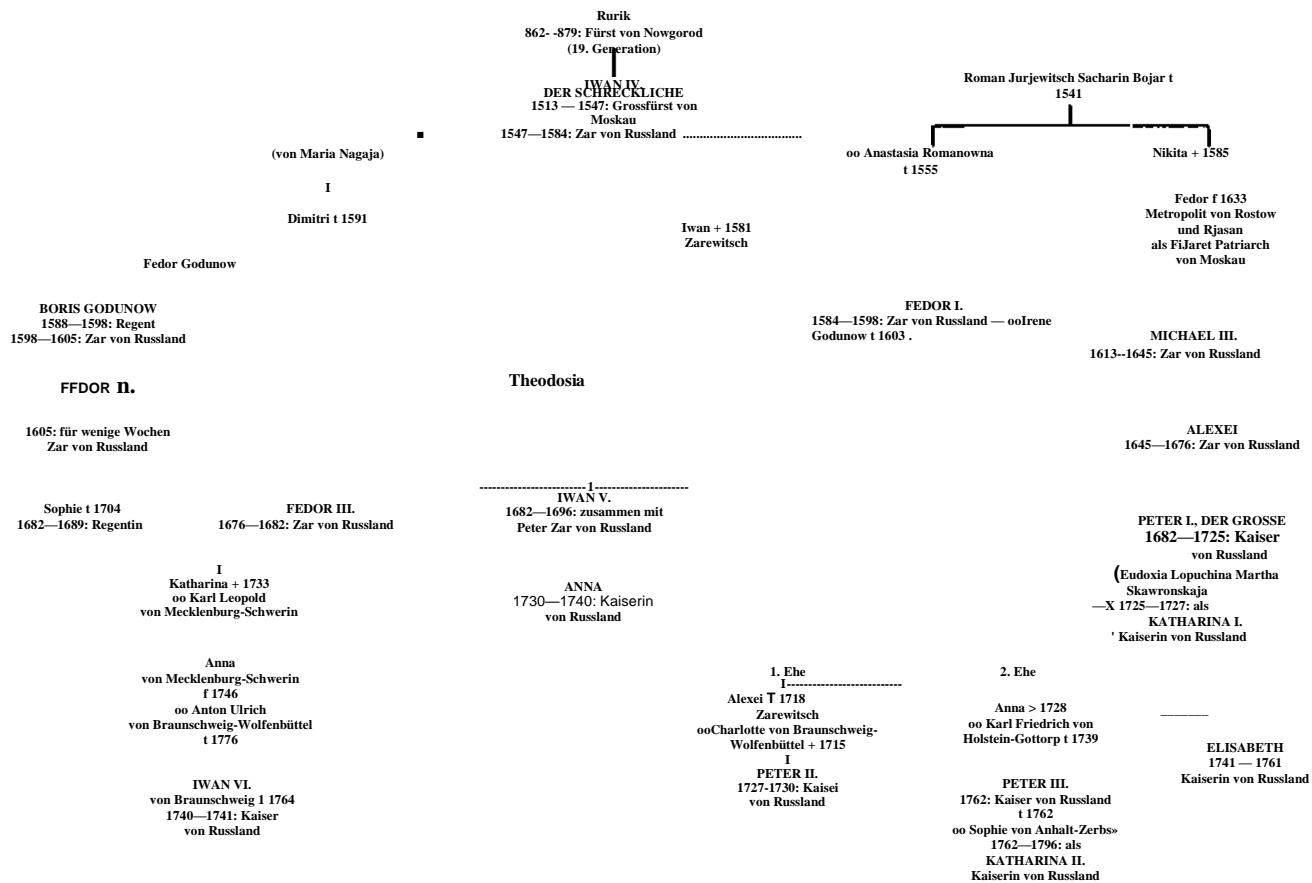 Rurik
862- -879: Fürst von Nowgorod
(19. Generation)
IWAN IV.
DER SCHRECKLICHE
1513 — 1547: Grossfürst von
Moskau
1547—1584: Zar von Russland ...................................
Roman Jurjewitsch Sacharin Bojar t
1541
(von Maria Nagaja)
I
Dimitri t 1591
oo Anastasia Romanowna
t 1555
Nikita + 1585
Iwan + 1581
Zarewitsch
Fedor f 1633
Metropolit von Rostow
und Rjasan
als FiJaret Patriarch
von Moskau
Fedor Godunow
BORIS GODUNOW
1588—1598: Regent
1598—1605: Zar von Russland
FEDOR I.
1584—1598: Zar von Russland — ooIrene
Godunow t 1603 .
MICHAEL III.
1613--1645: Zar von Russland
FFDOR n.
Theodosia
1605: für wenige Wochen
Zar von Russland
ALEXEI
1645—1676: Zar von Russland
Sophie t 1704
1682—1689: Regentin
FEDOR III.
1676—1682: Zar von Russland
-------------------------1----------------------
IWAN V.
1682—1696: zusammen mit
Peter Zar von Russland
PETER I., DER GROSSE
1682—1725: Kaiser
von Russland
I
Katharina + 1733
oo Karl Leopold
von Mecklenburg-Schwerin
ANNA
1730—1740: Kaiserin
von Russland
(Eudoxia Lopuchina Martha
Skawronskaja
—X 1725—1727: als
KATHARINA I.
' Kaiserin von Russland
Anna
von Mecklenburg-Schwerin
f 1746
oo Anton Ulrich
von Braunschweig-Wolfenbüttel
t 1776
1. Ehe
I---------------------------
Alexei T 1718
Zarewitsch
ooCharlotte von Braunschweig-
Wolfenbüttel + 1715
I
PETER II.
1727-1730: Kaisei
von Russland
2. Ehe
Anna > 1728
oo Karl Friedrich von
Holstein-Gottorp t 1739
ELISABETH
1741 — 1761
Kaiserin von Russland
IWAN VI.
von Braunschweig 1 1764
1740—1741: Kaiser
von Russland
PETER III.
1762: Kaiser von Russland
t 1762
oo Sophie von Anhalt-Zerbs»
1762—1796: als
KATHARINA II.
Kaiserin von Russland